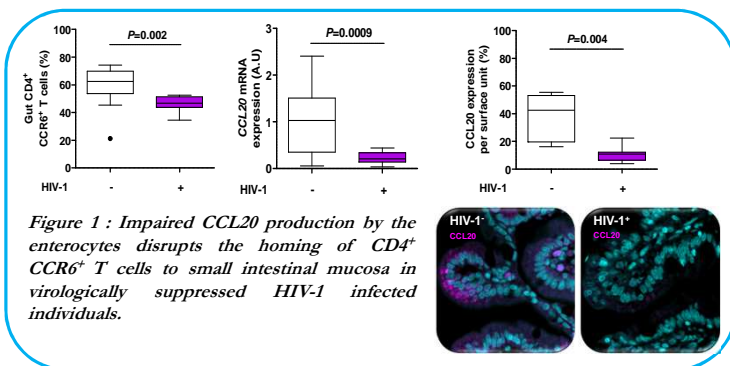 P=0.002
Gut CD4⁺
CCR6⁺ T cells (%)
100
80
60
40
20
0
HIV-1
-
+
P=0.0009
CCL20 mRNA
expression (A.U)
3
2
1
0
HIV-1
-
+
P=0.004
CCL20 expression
per surface unit (%)
100
80
60
40
20
0
HIV-1
-
+
Figure 1 : Impaired CCL20 production by the
enterocytes disrupts the homing of CD4⁺
CCR6⁺ T cells to small intestinal mucosa in
virologically suppressed HIV-1 infected
individuals.
HIV-1⁻
CCL20
HIV-1⁺
CCL20